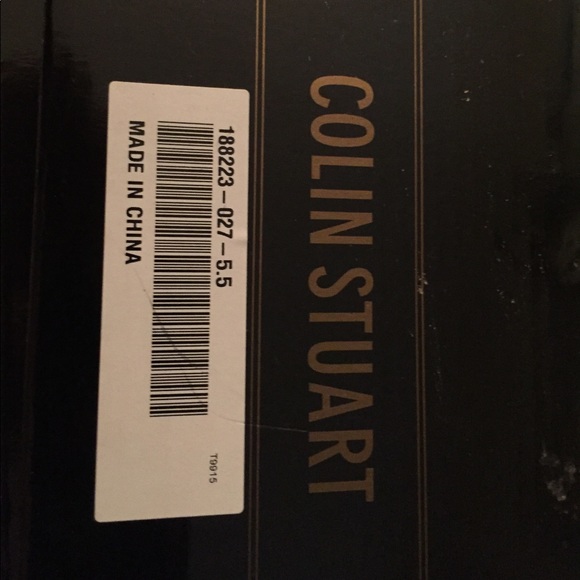 COLIN STUART
188223-027-5.5
MADE IN CHINA
T9915